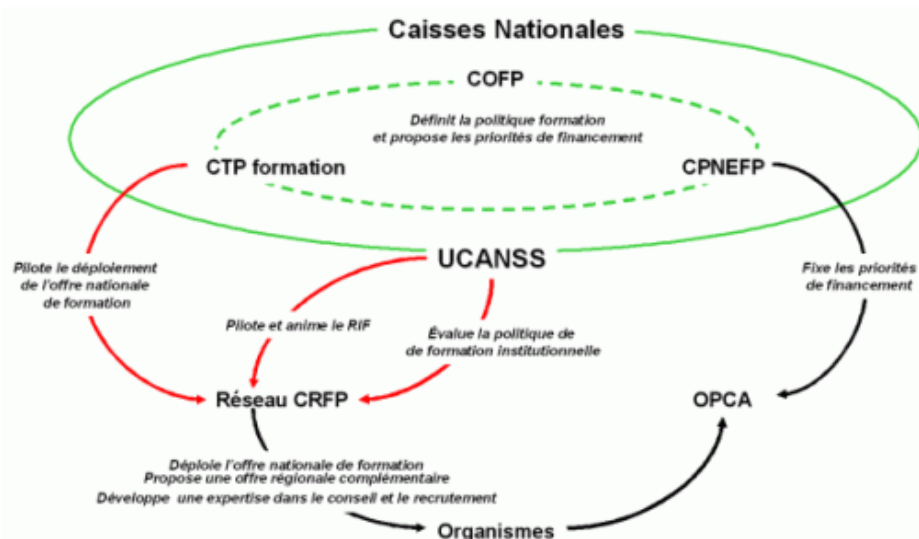 Caisses Nationales
COFP
Définit la politique formation
et propose les priorités de financement
CTP formation
CPNEFP
UCANSS
Pilote le déploiement
de l'offre nationale
de formation
Fixe les priorités
de financement
Pilote et anime le RIF
Évalue la politique de
de formation institutionnelle
Réseau CRFP
OPCA
Déploie l'offre nationale de formation
Propose une offre régionale complémentaire
Développe une expertise dans le conseil et le recrutement
Organismes